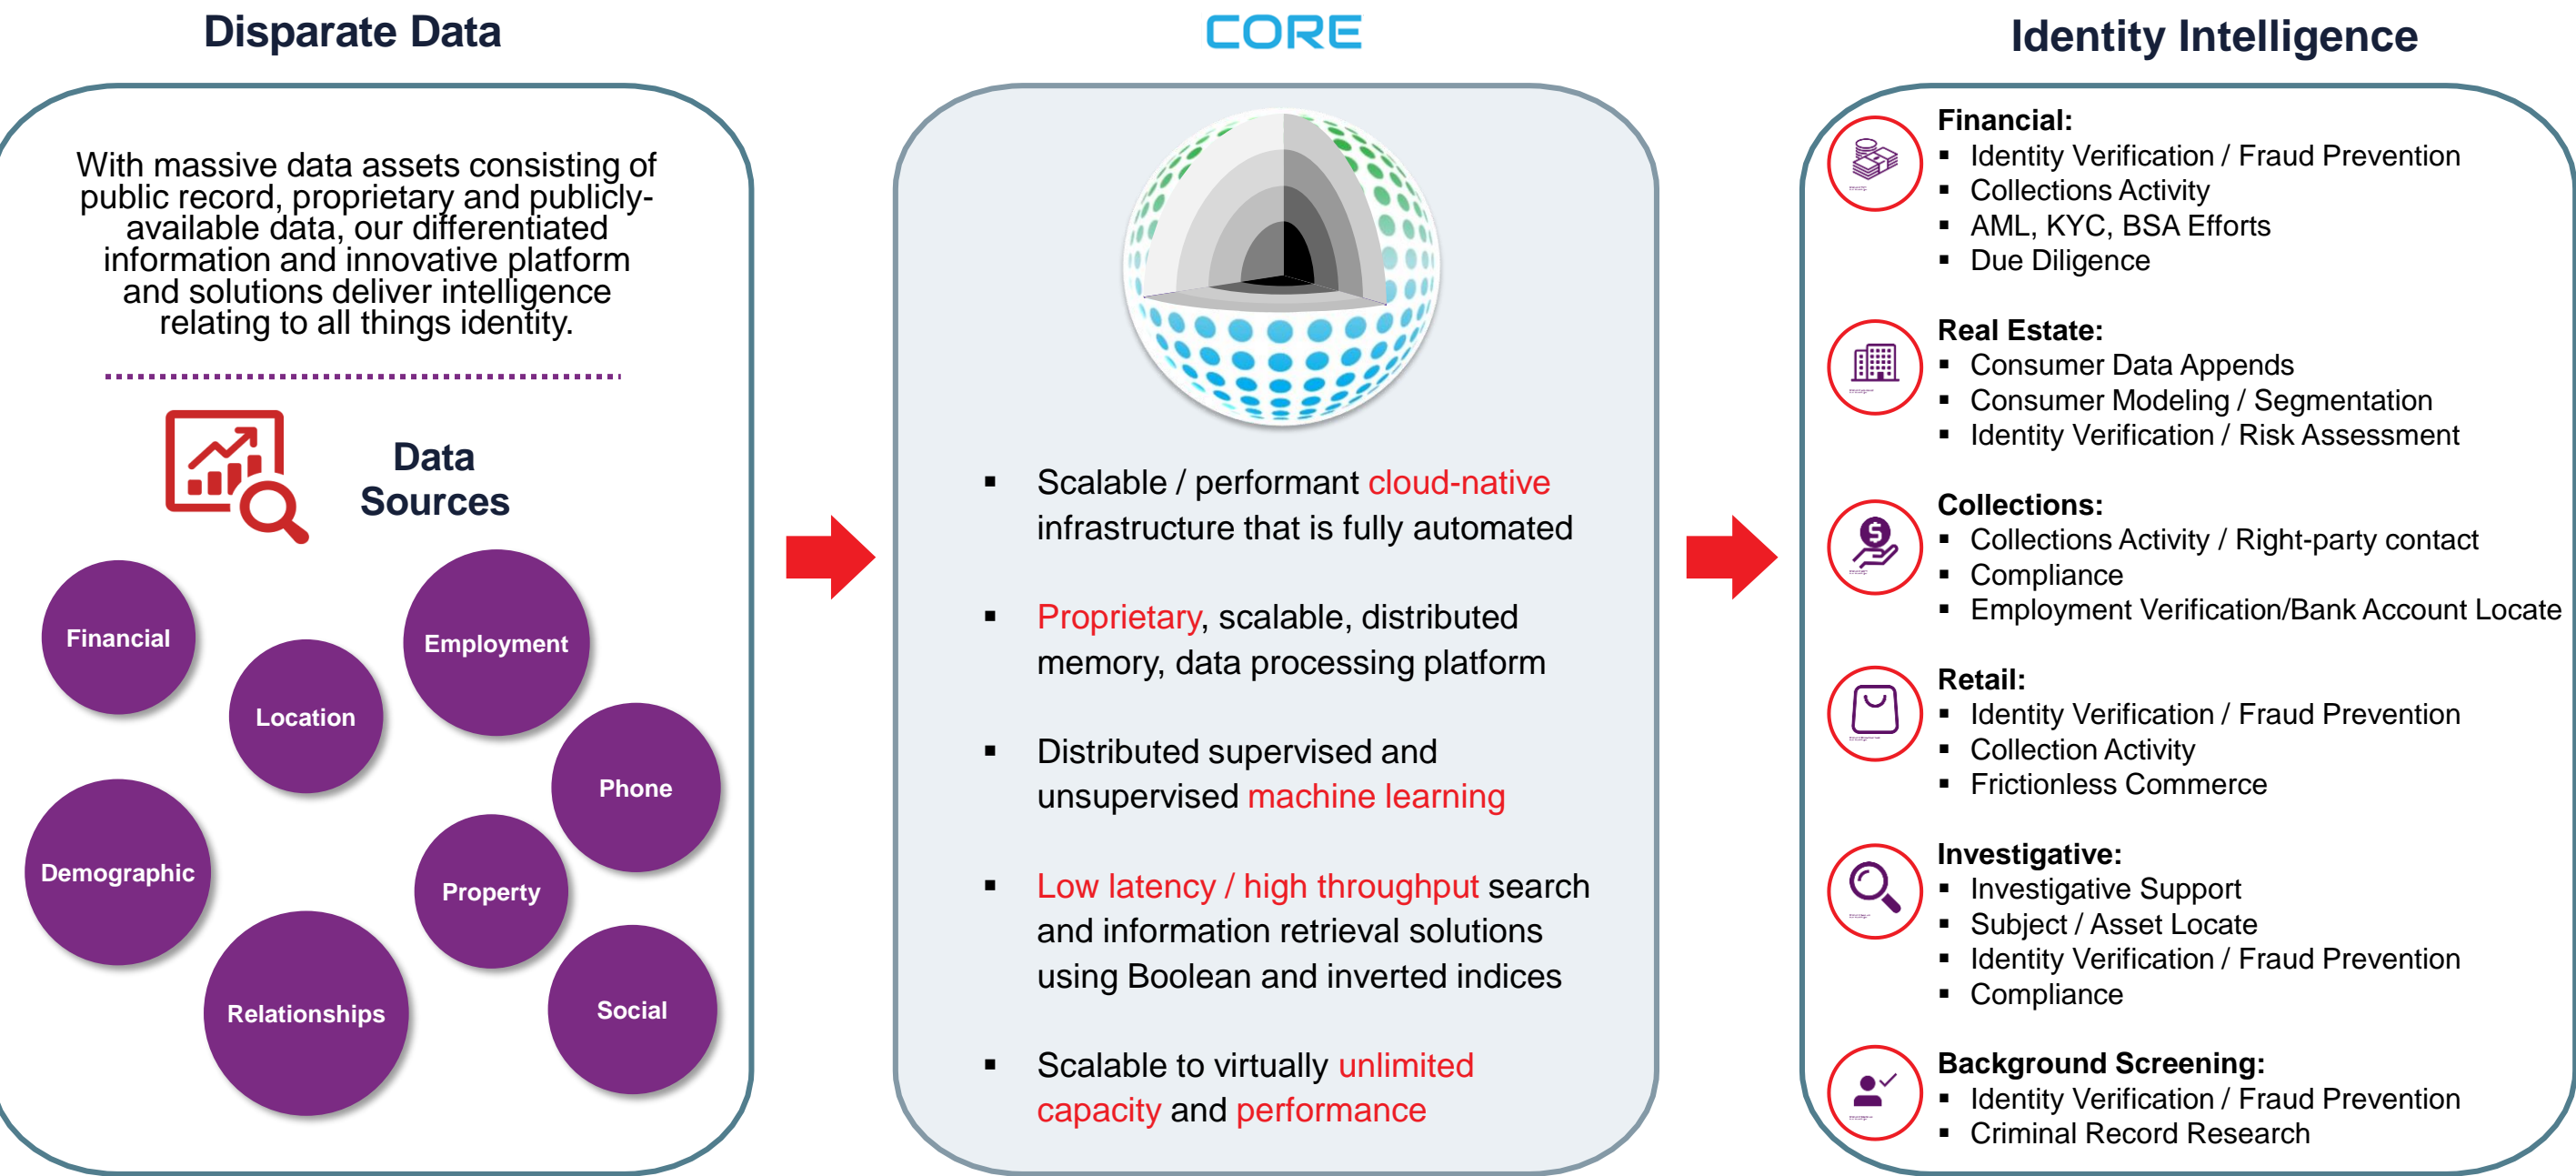 Disparate Data
With massive data assets consisting of
public record, proprietary and publicly-
available data, our differentiated
information and innovative platform
and solutions deliver intelligence
relating to all things identity.
Data
Sources
Financial
Employment
Location
Phone
Demographic
Property
Relationships
Social
CORE
▪ Scalable / performant cloud-native
infrastructure that is fully automated
▪ Proprietary, scalable, distributed
memory, data processing platform
▪ Distributed supervised and
unsupervised machine learning
▪ Low latency / high throughput search
and information retrieval solutions
using Boolean and inverted indices
▪ Scalable to virtually unlimited
capacity and performance
Identity Intelligence
Financial:
▪ Identity Verification / Fraud Prevention
▪ Collections Activity
▪ AML, KYC, BSA Efforts
▪ Due Diligence
Real Estate:
▪ Consumer Data Appends
▪ Consumer Modeling / Segmentation
▪ Identity Verification / Risk Assessment
Collections:
▪ Collections Activity / Right-party contact
▪ Compliance
▪ Employment Verification/Bank Account Locate
Retail:
▪ Identity Verification / Fraud Prevention
▪ Collection Activity
▪ Frictionless Commerce
Investigative:
▪ Investigative Support
▪ Subject / Asset Locate
▪ Identity Verification / Fraud Prevention
▪ Compliance
Background Screening:
▪ Identity Verification / Fraud Prevention
▪ Criminal Record Research